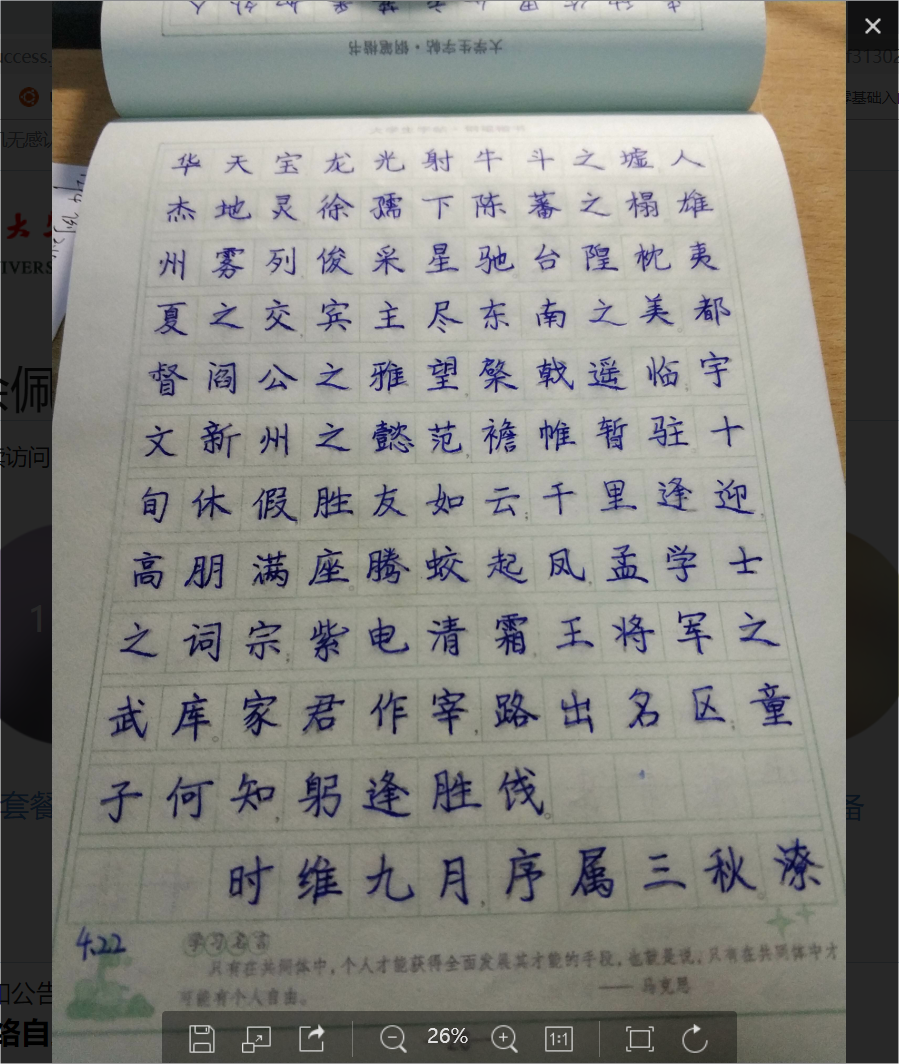 大学生字帖·钢笔楷书
华天宝龙光射牛斗之墟人
杰地灵徐孺下陈蕃之榻雄
州雾列俊采星驰台隍枕夷
夏之交宾主尽东南之美都
督阎公之雅望棨戟遥临宇
文新州之懿范襜帷暂驻十
旬休假胜友如云;千里逢迎
高朋满座。腾蛟起凤,孟学士
之词宗;紫电清霜,王将军之
武库。家君作宰,路出名区;童
子何知,躬逢胜饯。
时维九月,序属三秋。潦
4.22
学习名言
只有在共同体中,个人才能获得全面发展其才能的手段,也就是说,只有在共同体中才
可能有个人自由。
—— 马克思
26%
1:1